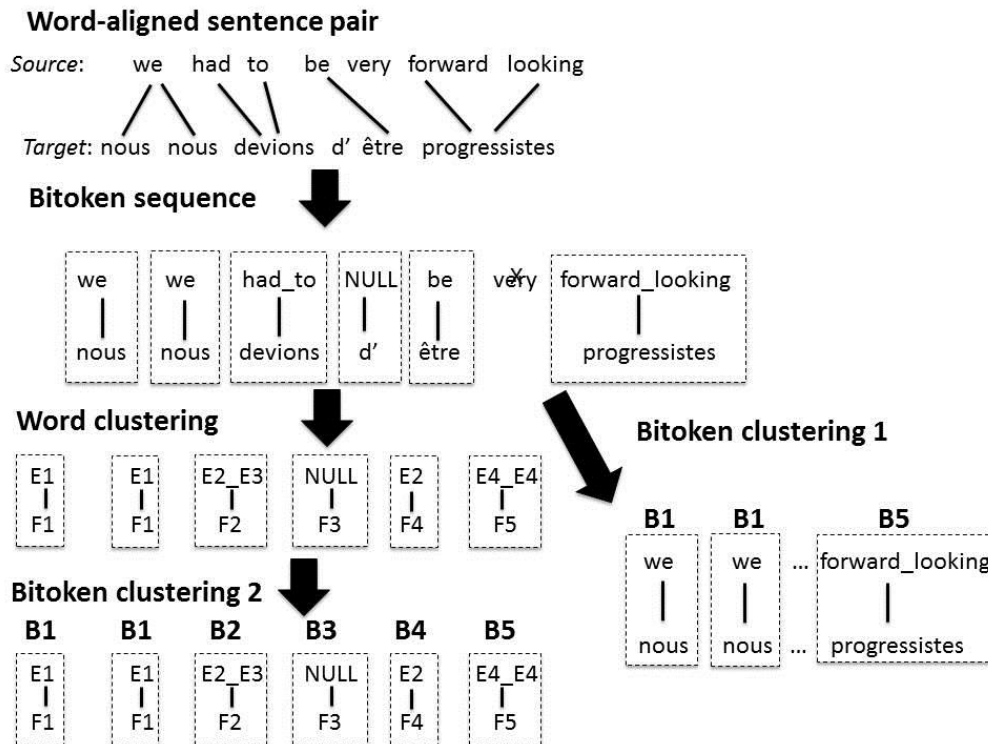 Word-aligned sentence pair
Source: we had to be very forward looking
Target: nous nous devions d' être progressistes
Bitoken sequence
we we had_to NULL be very forward_looking
nous nous devions d' être progressistes
Word clustering
Bitoken clustering 1
E1 E1 E2_E3 NULL E2 E4_E4
F1 F1 F2 F3 F4 F5
B1 B1 B5
we we ... forward_looking
nous nous ... progressistes
Bitoken clustering 2
B1 B1 B2 B3 B4 B5
E1 E1 E2_E3 NULL E2 E4_E4
F1 F1 F2 F3 F4 F5